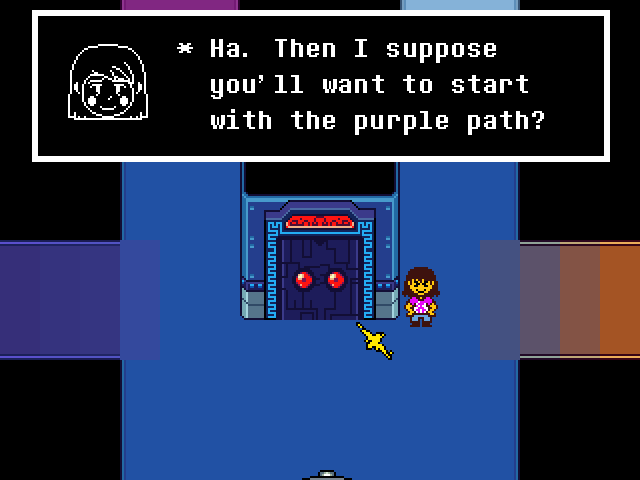 * Ha. Then I suppose
you'll want to start
with the purple path?